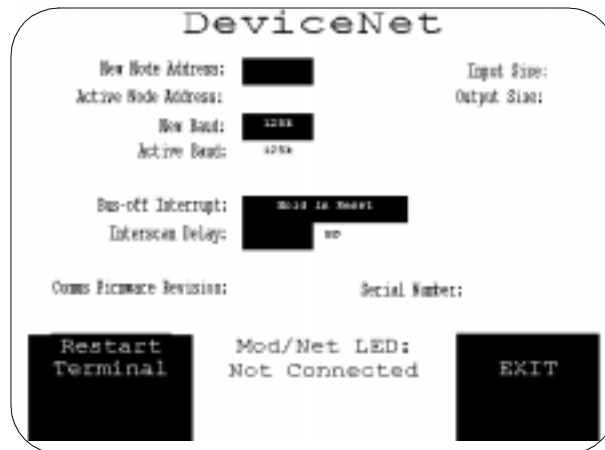 DeviceNet
New Node Address:
Input Size:
Active Node Address:
Output Size:
New Baud: 125k
Active Baud: 125k
Bus-off Interrupt: Hold in Reset
Interscan Delay:
Comms Firmware Revision:
Serial Number:
Restart Terminal
Mod/Net LED:
Not Connected
EXIT